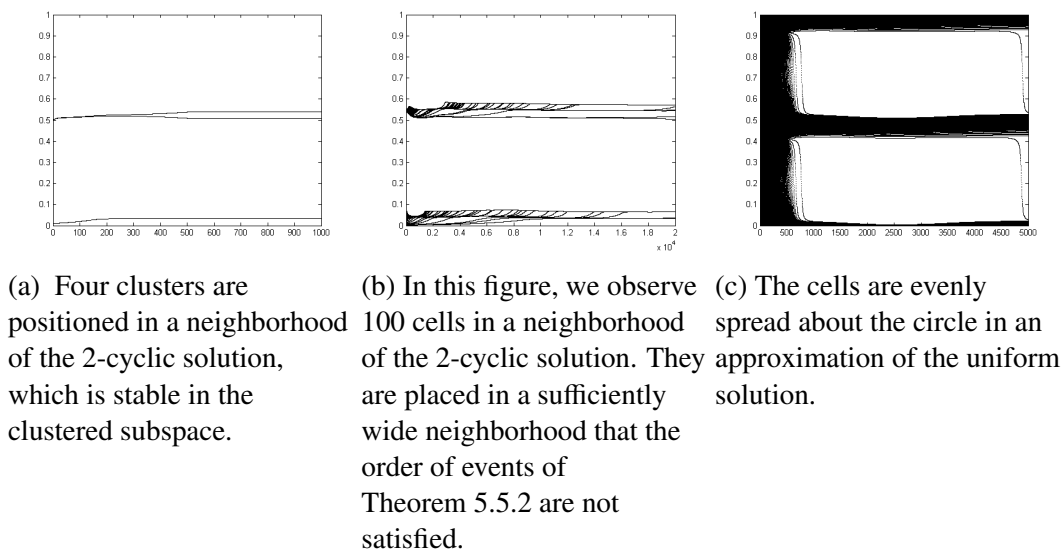 1
0.9
0.8
0.7
0.6
0.5
0.4
0.3
0.2
0.1
0
0 100 200 300 400 500 600 700 800 900 1000
1
0.9
0.8
0.7
0.6
0.5
0.4
0.3
0.2
0.1
0
0 0.2 0.4 0.6 0.8 1 1.2 1.4 1.6 1.8 2
x 10⁴
1
0.9
0.8
0.7
0.6
0.5
0.4
0.3
0.2
0.1
0
0 500 1000 1500 2000 2500 3000 3500 4000 4500 5000
(a) Four clusters are
positioned in a neighborhood
of the 2-cyclic solution,
which is stable in the
clustered subspace.
(b) In this figure, we observe
100 cells in a neighborhood
of the 2-cyclic solution. They
are placed in a sufficiently
wide neighborhood that the
order of events of
Theorem 5.5.2 are not
satisfied.
(c) The cells are evenly
spread about the circle in an
approximation of the uniform
solution.